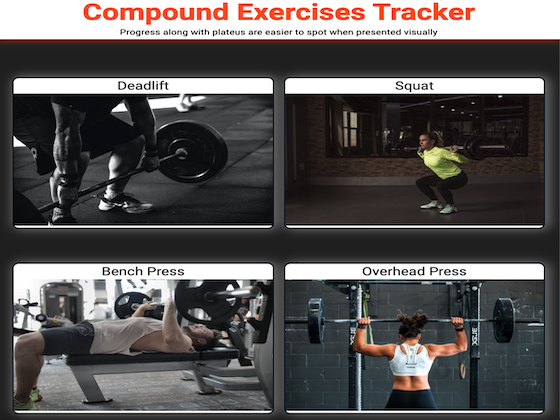 Compound Exercises Tracker
Progress along with plateus are easier to spot when presented visually
Deadlift
Squat
Bench Press
Overhead Press